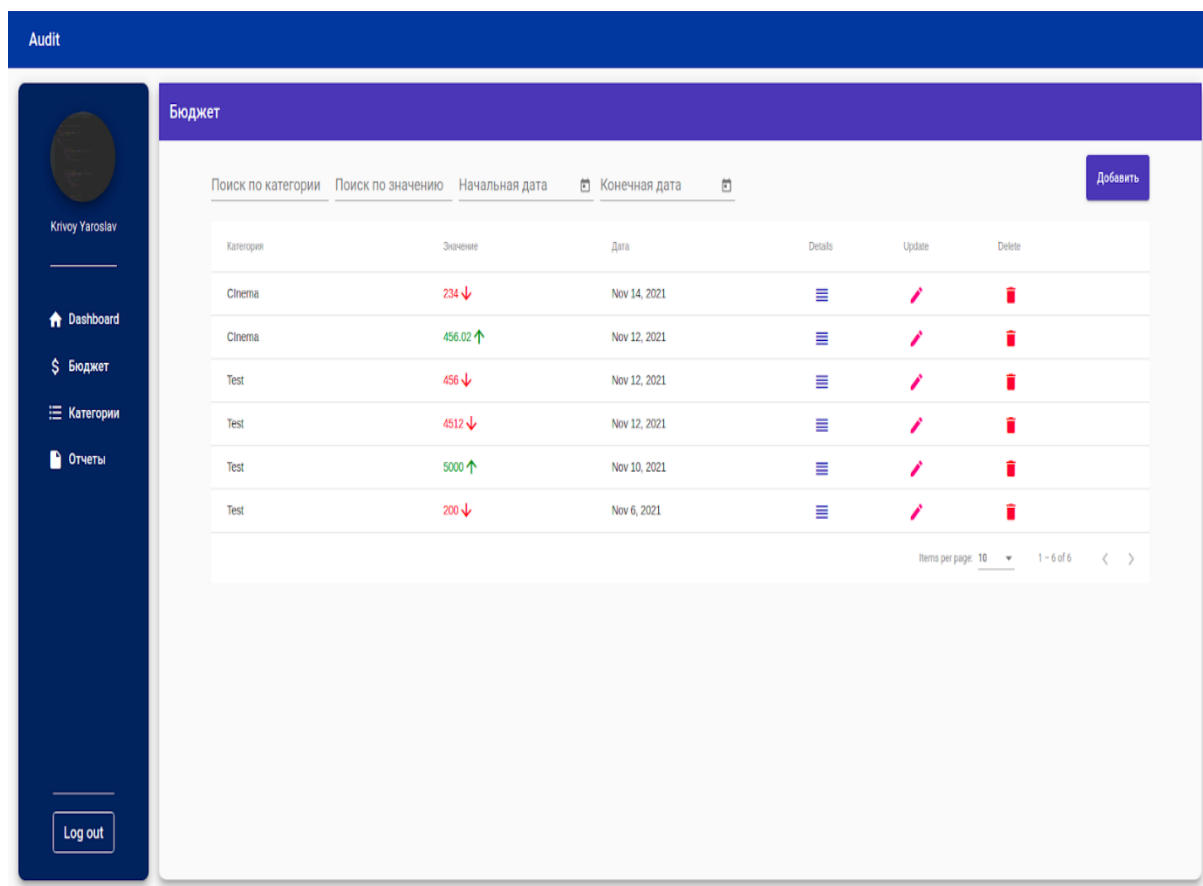 Audit
Krivoy Yaroslav
Dashboard
Бюджет
Категории
Отчеты
Log out
Бюджет
Поиск по категории Поиск по значению Начальная дата Конечная дата
Добавить
Категория Значение Дата Details Update Delete
CInema 234 Nov 14, 2021
CInema 456.02 Nov 12, 2021
Test 456 Nov 12, 2021
Test 4512 Nov 12, 2021
Test 5000 Nov 10, 2021
Test 200 Nov 6, 2021
Items per page: 10 1 – 6 of 6